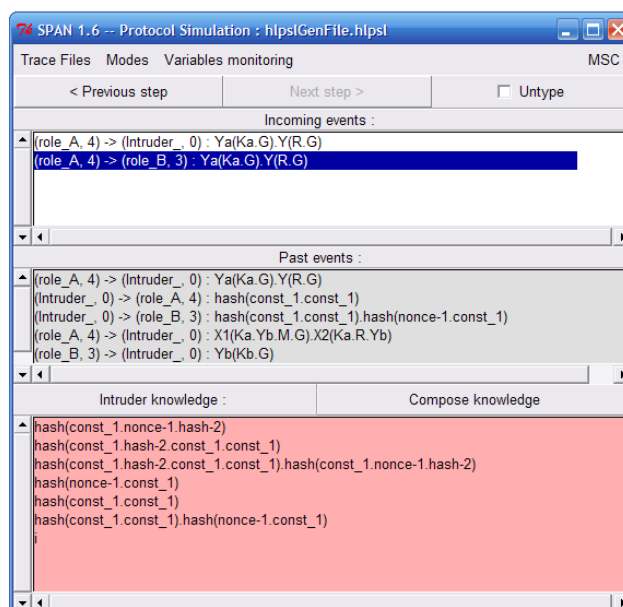 SPAN 1.6 -- Protocol Simulation : hlpslGenFile.hlpsl
Trace Files Modes Variables monitoring MSC
< Previous step Next step > Untype
Incoming events :
(role_A, 4) -> (Intruder_, 0) : Ya(Ka.G).Y(R.G)
(role_A, 4) -> (role_B, 3) : Ya(Ka.G).Y(R.G)
Past events :
(role_A, 4) -> (Intruder_, 0) : Ya(Ka.G).Y(R.G)
(Intruder_, 0) -> (role_A, 4) : hash(const_1.const_1)
(Intruder_, 0) -> (role_B, 3) : hash(const_1.const_1).hash(nonce-1.const_1)
(role_A, 4) -> (Intruder_, 0) : X1(Ka.Yb.M.G).X2(Ka.R.Yb)
(role_B, 3) -> (Intruder_, 0) : Yb(Kb.G)
Intruder knowledge : Compose knowledge
hash(const_1.nonce-1.hash-2)
hash(const_1.hash-2.const_1.const_1)
hash(const_1.hash-2.const_1.const_1).hash(const_1.nonce-1.hash-2)
hash(nonce-1.const_1)
hash(const_1.const_1)
hash(const_1.const_1).hash(nonce-1.const_1)
i